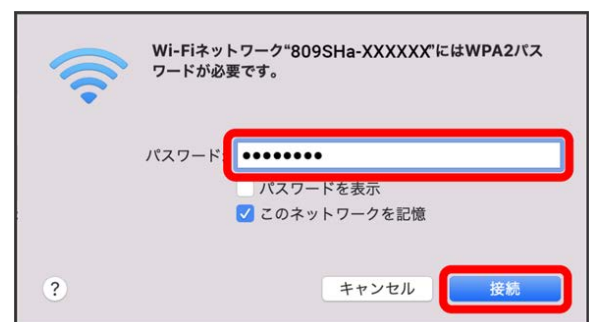 Wi-Fiネットワーク“809SHa-XXXXXX”にはWPA2パス
ワードが必要です。
パスワード: ••••••••
パスワードを表示
このネットワークを記憶
? キャンセル 接続